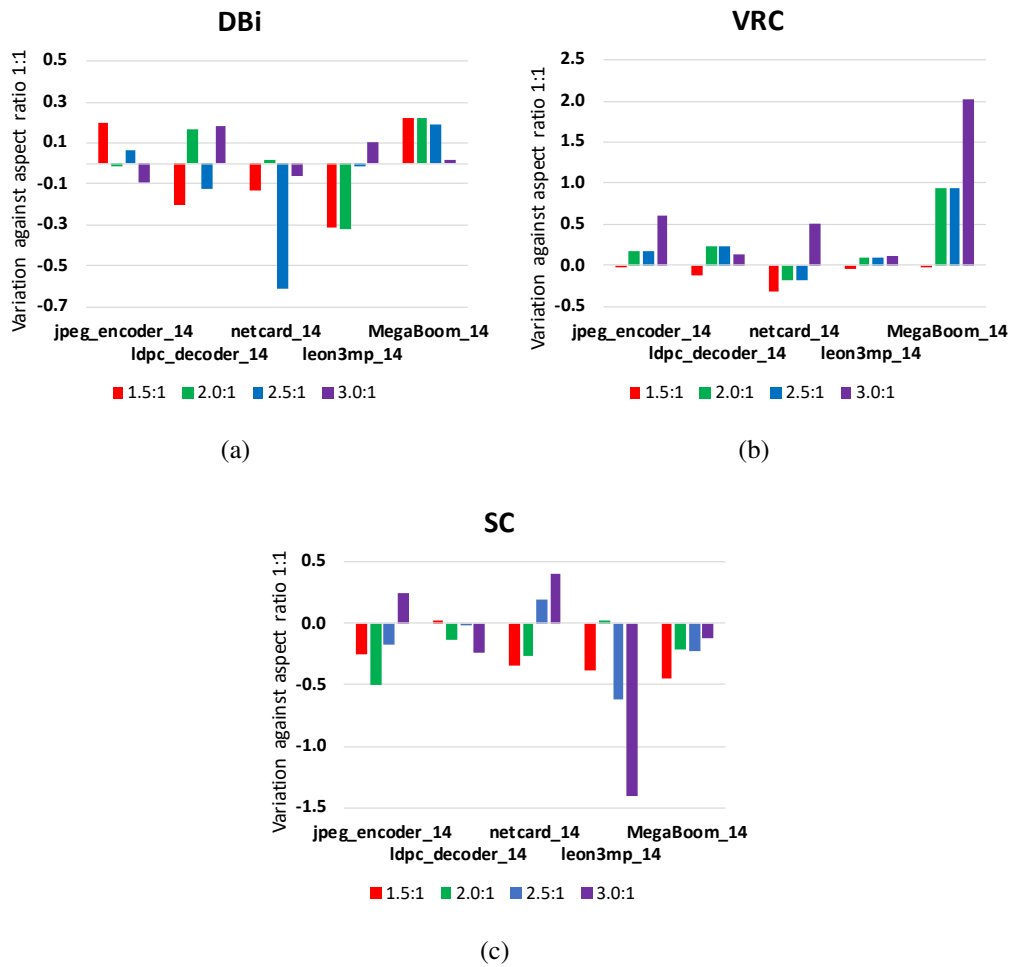 DBi
Variation against aspect ratio 1:1
0.5
0.3
0.1
-0.1
-0.3
-0.5
-0.7
jpeg_encoder_14 netcard_14 MegaBoom_14
ldpc_decoder_14 leon3mp_14
1.5:1 2.0:1 2.5:1 3.0:1
(a)
VRC
Variation against aspect ratio 1:1
2.5
2.0
1.5
1.0
0.5
0.0
-0.5
jpeg_encoder_14 netcard_14 MegaBoom_14
ldpc_decoder_14 leon3mp_14
1.5:1 2.0:1 2.5:1 3.0:1
(b)
SC
Variation against aspect ratio 1:1
0.5
0.0
-0.5
-1.0
-1.5
jpeg_encoder_14 netcard_14 MegaBoom_14
ldpc_decoder_14 leon3mp_14
1.5:1 2.0:1 2.5:1 3.0:1
(c)